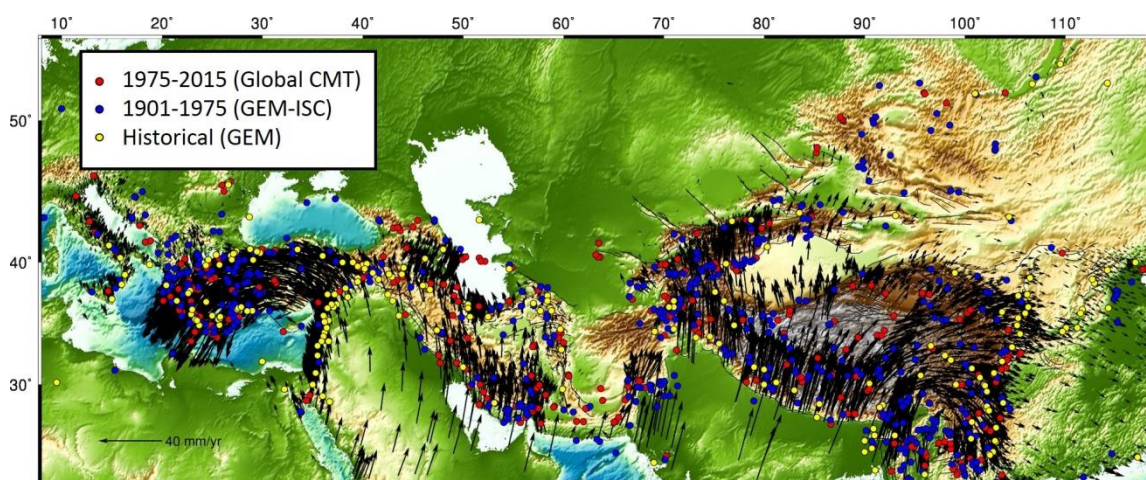 10° 20° 30° 40° 50° 60° 70° 80° 90° 100° 110°
1975-2015 (Global CMT)
1901-1975 (GEM-ISC)
Historical (GEM)
50°
40°
30°
40 mm/yr